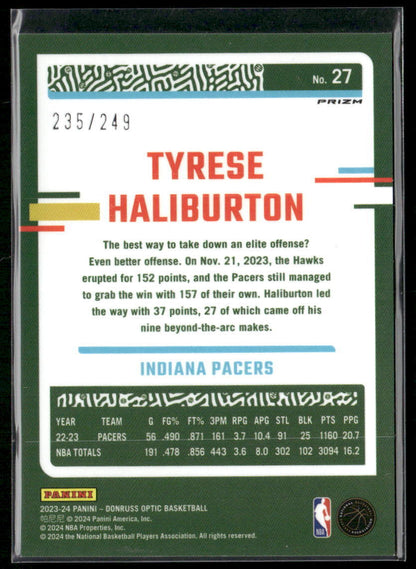 No. 27
PRIZM
235/249
TYRESE
HALIBURTON
The best way to take down an elite offense?
Even better offense. On Nov. 21, 2023, the Hawks
erupted for 152 points, and the Pacers still managed
to grab the win with 157 of their own. Haliburton led
the way with 37 points, 27 of which came off his
nine beyond-the-arc makes.
INDIANA PACERS
YEAR TEAM G FG% FT% 3PM RPG APG STL BLK PTS PPG
22-23 PACERS 56 .490 .871 161 3.7 10.4 91 25 1160 20.7
NBA TOTALS 191 .478 .856 443 3.6 8.0 302 102 3094 16.2
PANINI
2023-24 PANINI – DONRUSS OPTIC BASKETBALL
帕尼尼 © 2024 Panini America, Inc.
© 2024 NBA Properties, Inc.
© 2024 the National Basketball Players Association. All rights reserved.
NBA